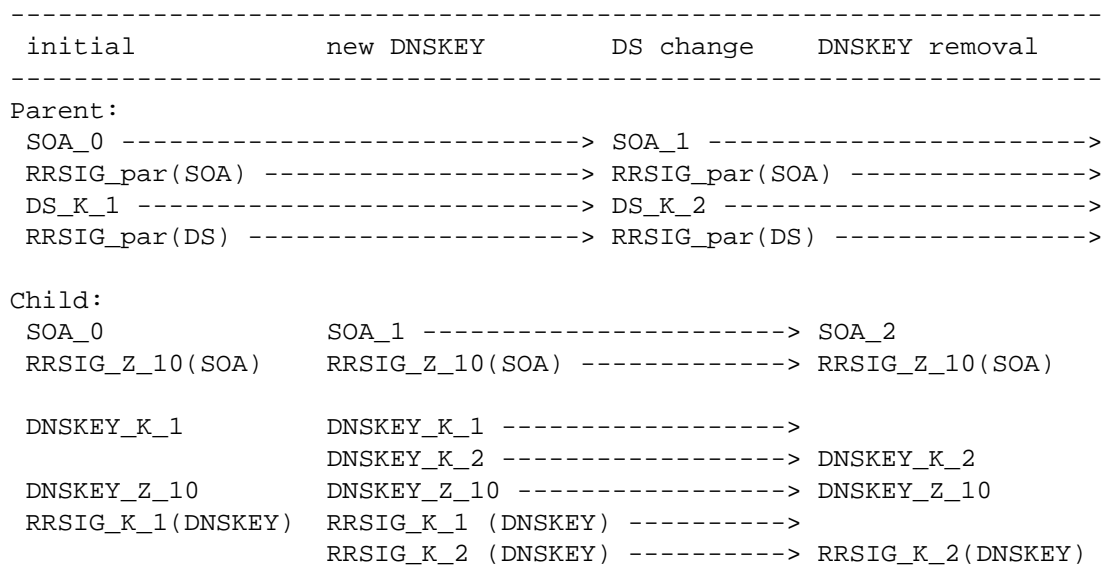 ---------------------------------------------------------------------
 initial            new DNSKEY        DS change    DNSKEY removal
---------------------------------------------------------------------
Parent:
 SOA_0 -----------------------------> SOA_1 ------------------------>
 RRSIG_par(SOA) --------------------> RRSIG_par(SOA) --------------->
 DS_K_1 ----------------------------> DS_K_2 ----------------------->
 RRSIG_par(DS) ---------------------> RRSIG_par(DS) ---------------->

Child:
 SOA_0              SOA_1 -----------------------> SOA_2
 RRSIG_Z_10(SOA)    RRSIG_Z_10(SOA) -------------> RRSIG_Z_10(SOA)

 DNSKEY_K_1         DNSKEY_K_1 ------------------>
                    DNSKEY_K_2 ------------------> DNSKEY_K_2
 DNSKEY_Z_10        DNSKEY_Z_10 -----------------> DNSKEY_Z_10
 RRSIG_K_1(DNSKEY)  RRSIG_K_1 (DNSKEY) ---------->
                    RRSIG_K_2 (DNSKEY) ----------> RRSIG_K_2(DNSKEY)